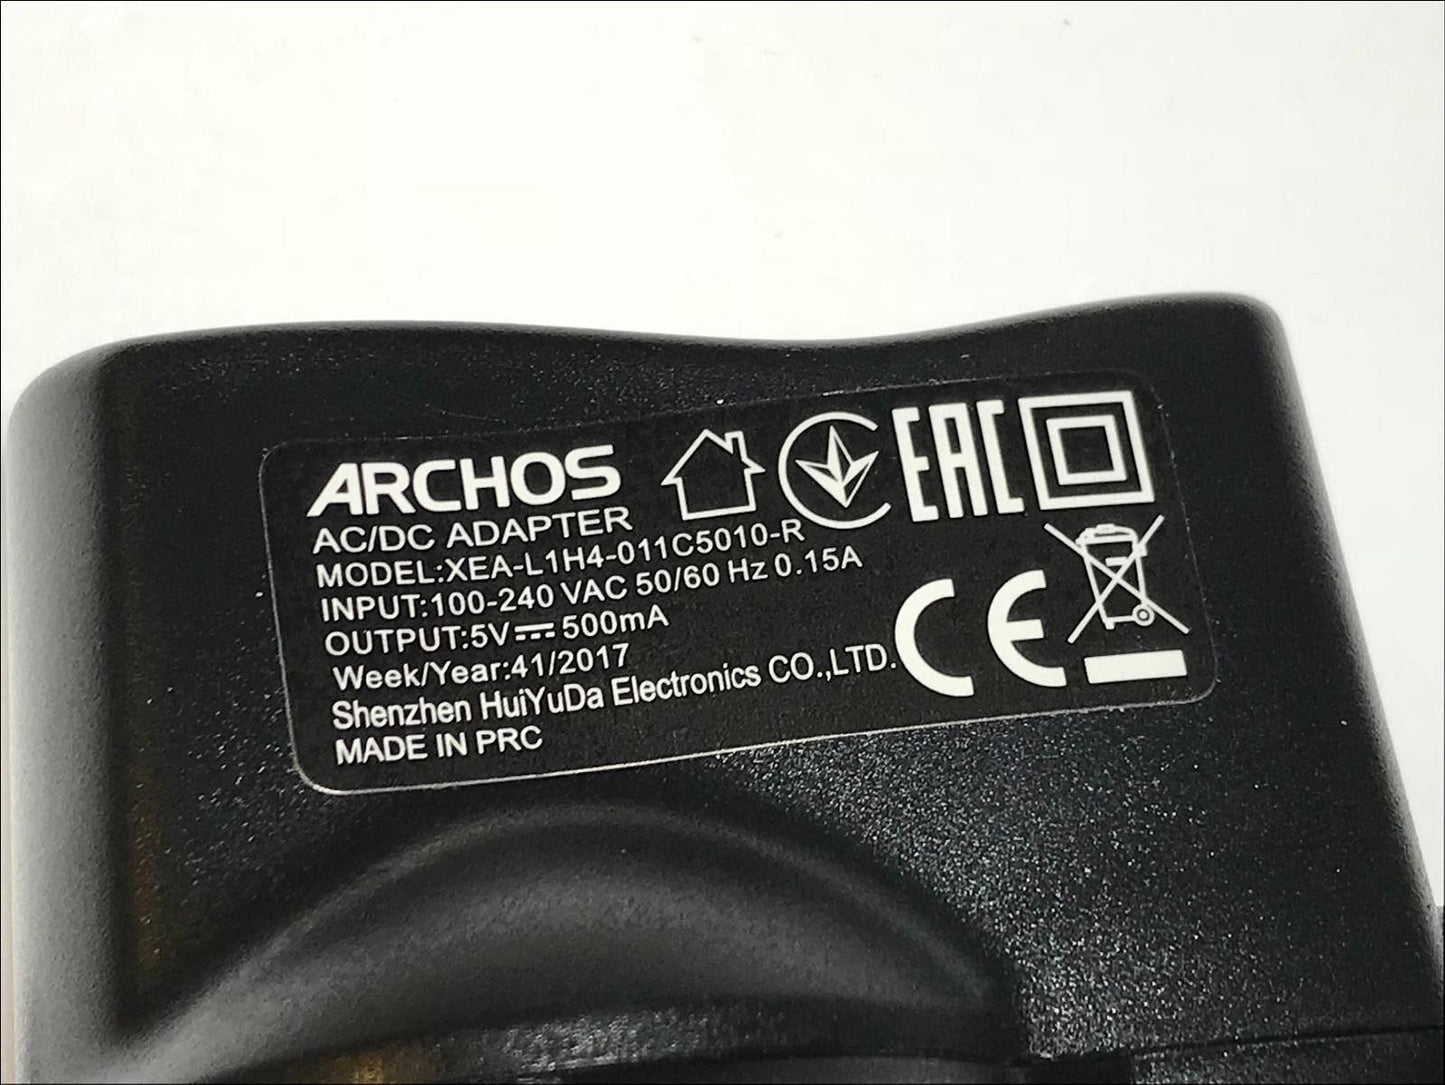 ARCHOS
AC/DC ADAPTER
MODEL:XEA-L1H4-011C5010-R
INPUT:100-240 VAC 50/60 Hz 0.15A
OUTPUT:5V⎓500mA
Week/Year:41/2017
Shenzhen HuiYuDa Electronics CO.,LTD.
MADE IN PRC
EAC
CE